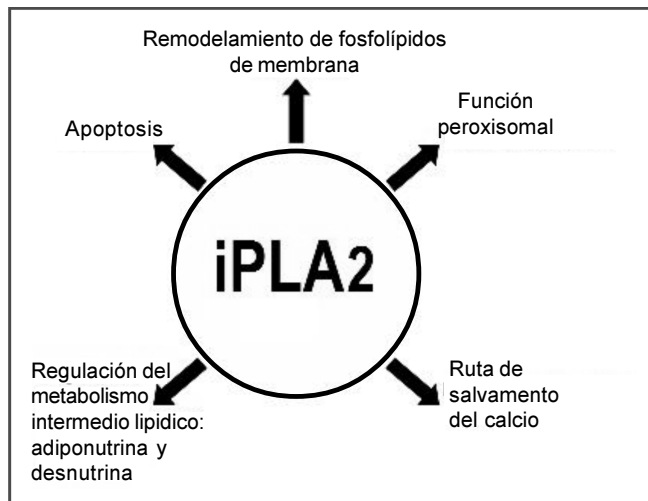 Remodelamiento de fosfolípidos
de membrana
Apoptosis
Función
peroxisomal
iPLA2
Regulación del
metabolismo
intermedio lipidico:
adiponutrina y
desnutrina
Ruta de
salvamento
del calcio